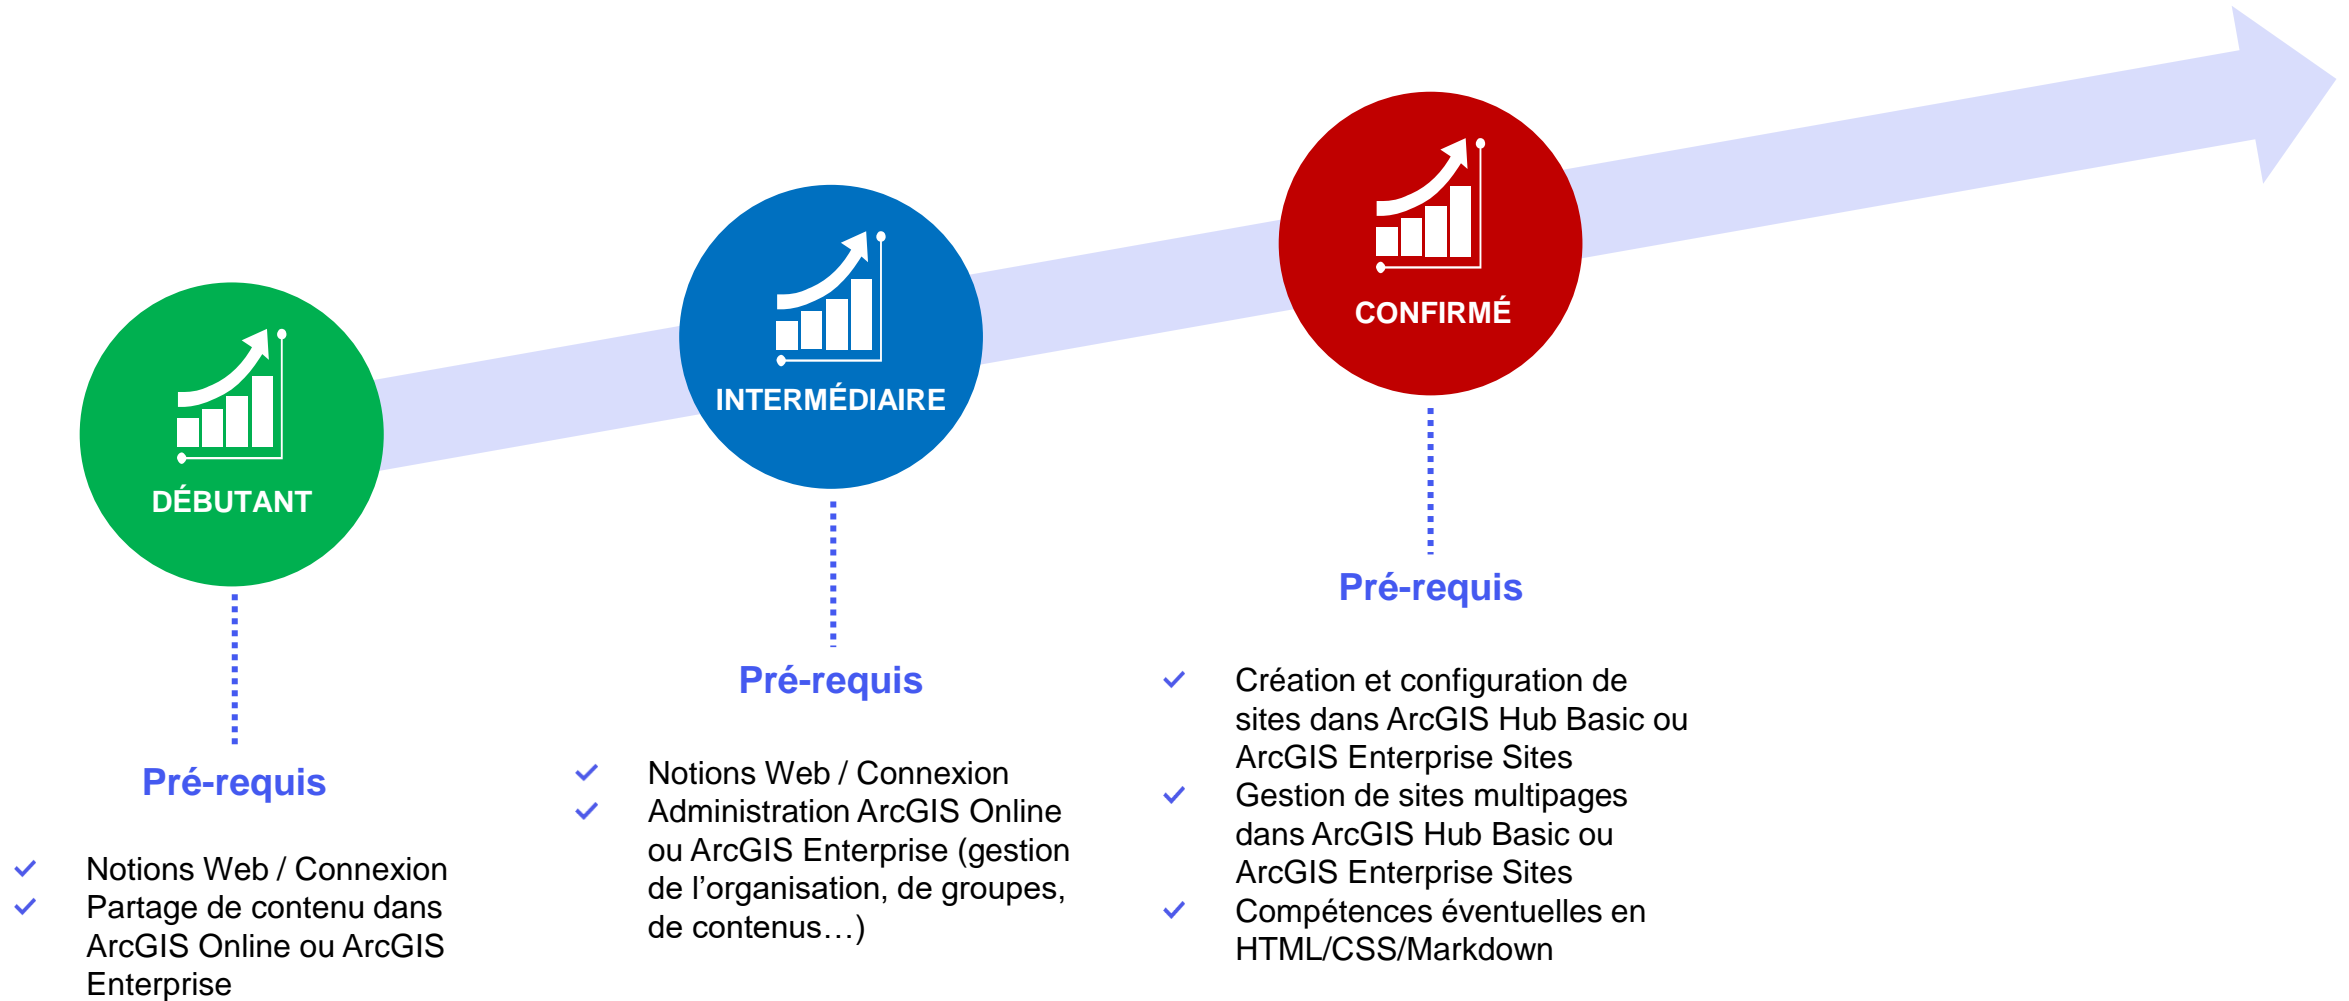 DÉBUTANT
Pré-requis
Notions Web / Connexion
Partage de contenu dans
ArcGIS Online ou ArcGIS
Enterprise
INTERMÉDIAIRE
Pré-requis
Notions Web / Connexion
Administration ArcGIS Online
ou ArcGIS Enterprise (gestion
de l’organisation, de groupes,
de contenus…)
CONFIRMÉ
Pré-requis
Création et configuration de
sites dans ArcGIS Hub Basic ou
ArcGIS Enterprise Sites
Gestion de sites multipages
dans ArcGIS Hub Basic ou
ArcGIS Enterprise Sites
Compétences éventuelles en
HTML/CSS/Markdown